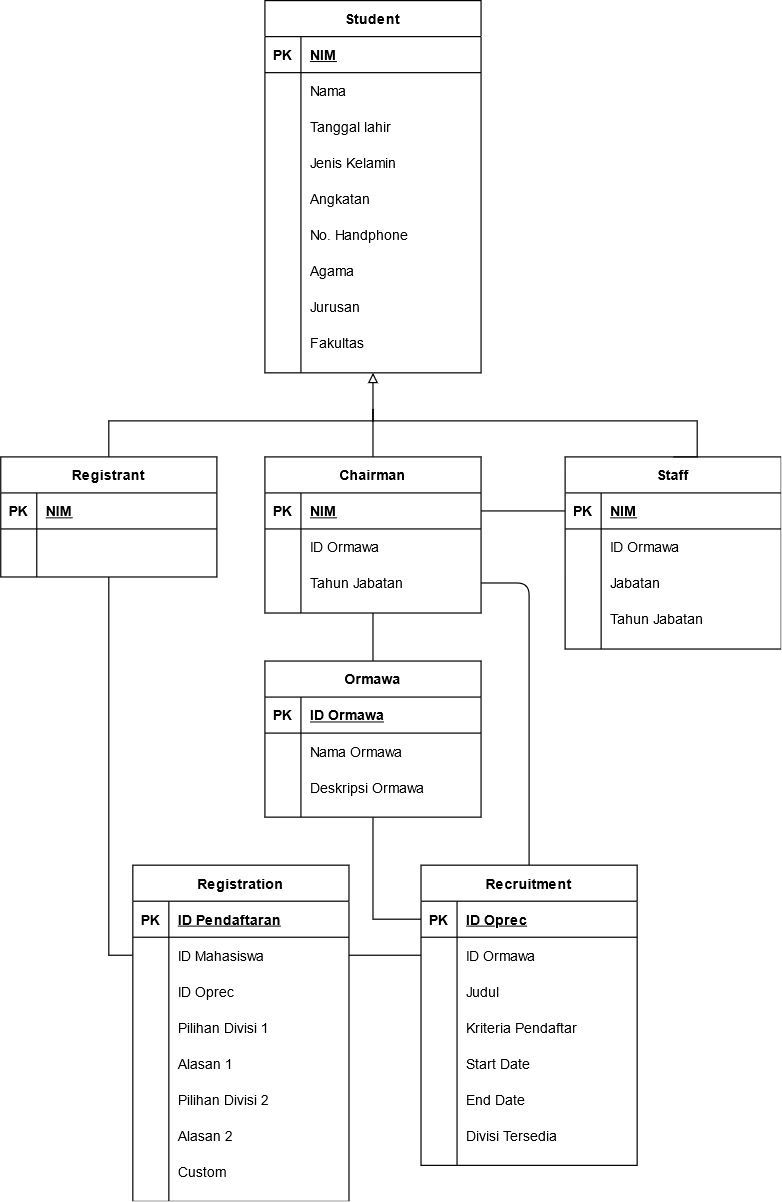 Student
PK NIM
Nama
Tanggal lahir
Jenis Kelamin
Angkatan
No. Handphone
Agama
Jurusan
Fakultas
Registrant
PK NIM
Chairman
PK NIM
ID Ormawa
Tahun Jabatan
Staff
PK NIM
ID Ormawa
Jabatan
Tahun Jabatan
Ormawa
PK ID Ormawa
Nama Ormawa
Deskripsi Ormawa
Registration
PK ID Pendaftaran
ID Mahasiswa
ID Oprec
Pilihan Divisi 1
Alasan 1
Pilihan Divisi 2
Alasan 2
Custom
Recruitment
PK ID Oprec
ID Ormawa
Judul
Kriteria Pendaftar
Start Date
End Date
Divisi Tersedia